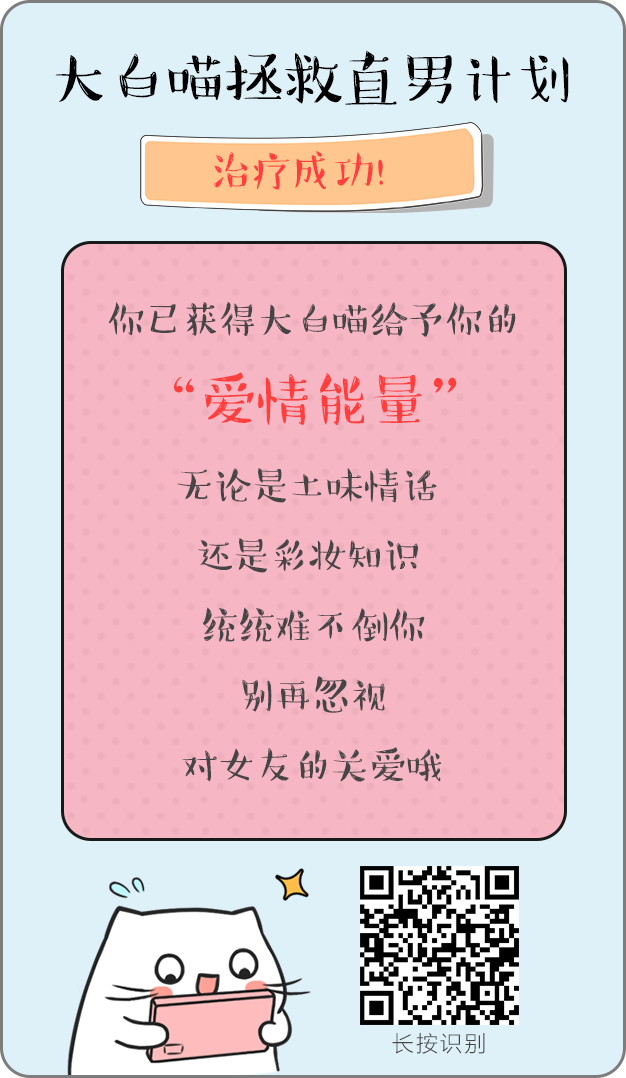 大白喵拯救直男计划
治疗成功!
你已获得大白喵给予你的
“爱情能量”
无论是土味情话
还是彩妆知识
统统难不倒你
别再忽视
对女友的关爱哦
长按识别